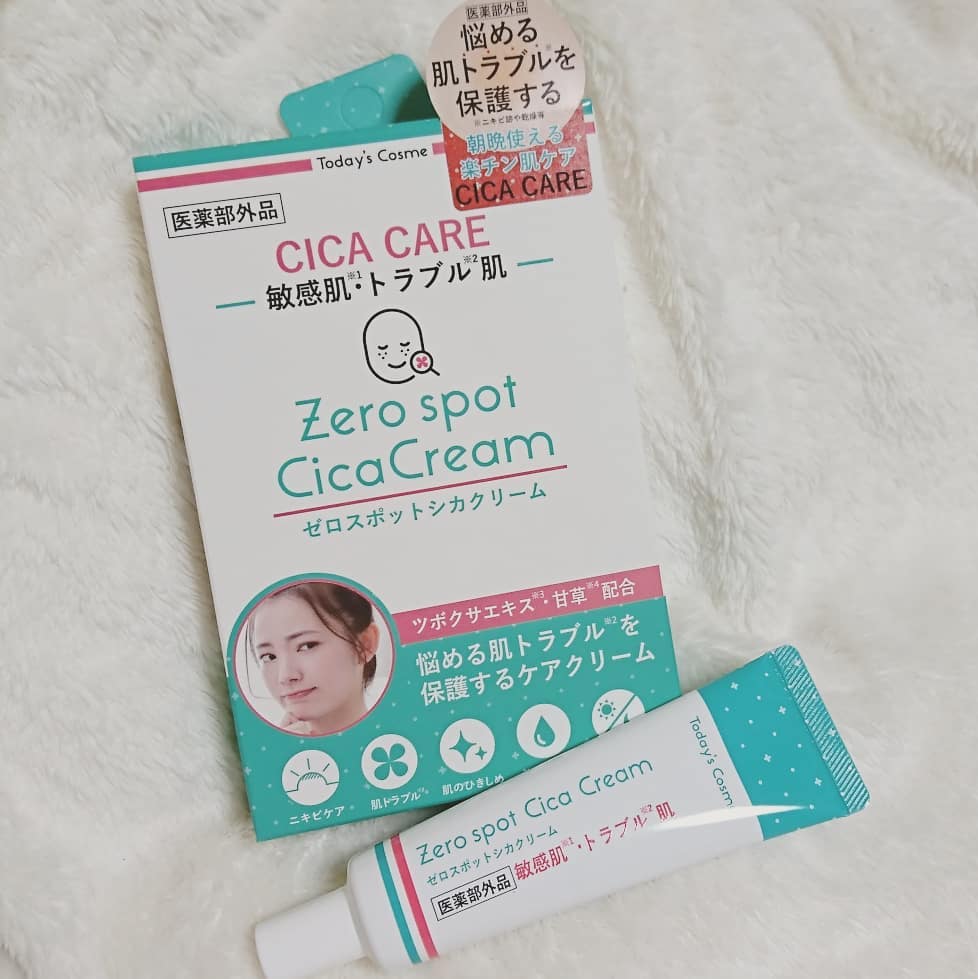 医薬部外品
悩める
肌トラブル※を
保護する
※ニキビ跡や乾燥等
朝晩使える
楽チン肌ケア
CICA CARE
Today's Cosme
医薬部外品
CICA CARE
敏感肌※1・トラブル※2肌
Zero spot
CicaCream
ゼロスポットシカクリーム
ツボクサエキス※3・甘草※4配合
悩める肌トラブル※2を
保護するケアクリーム
ニキビケア
肌トラブル※2
肌のひきしめ
Today's Cosme
Zero spot Cica Cream
ゼロスポットシカクリーム
医薬部外品 敏感肌※1・トラブル※2肌